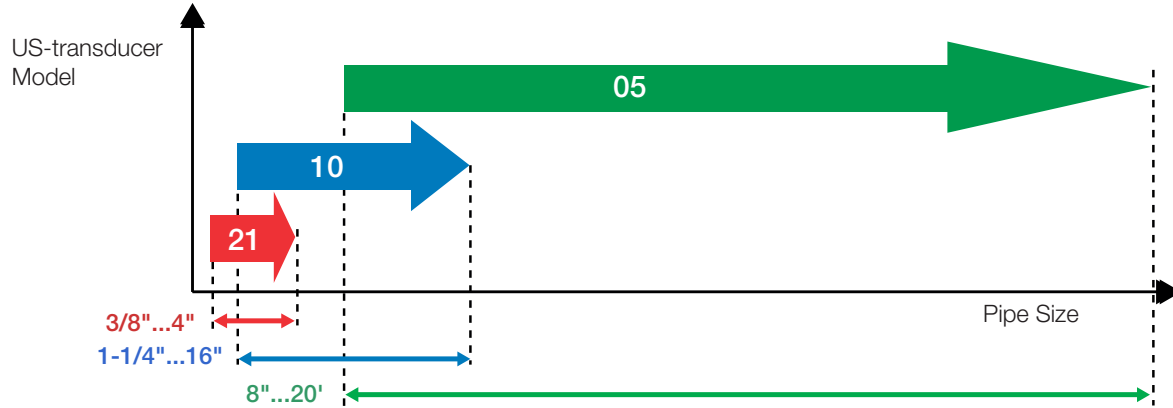 US-transducer
Model
05
10
21
Pipe Size
3/8"...4"
1-1/4"...16"
8"...20'